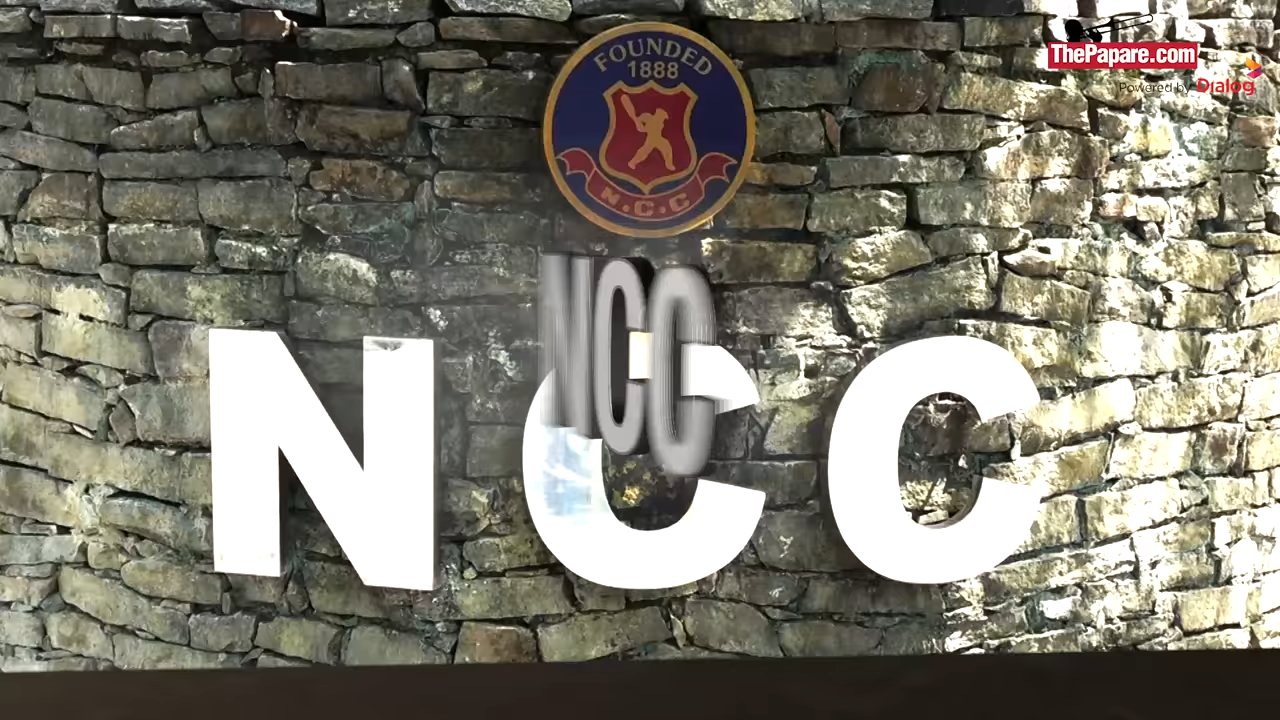 FOUNDED
1888
N.C.C
ThePapare.com
Powered by Dialog
NCC
N C C